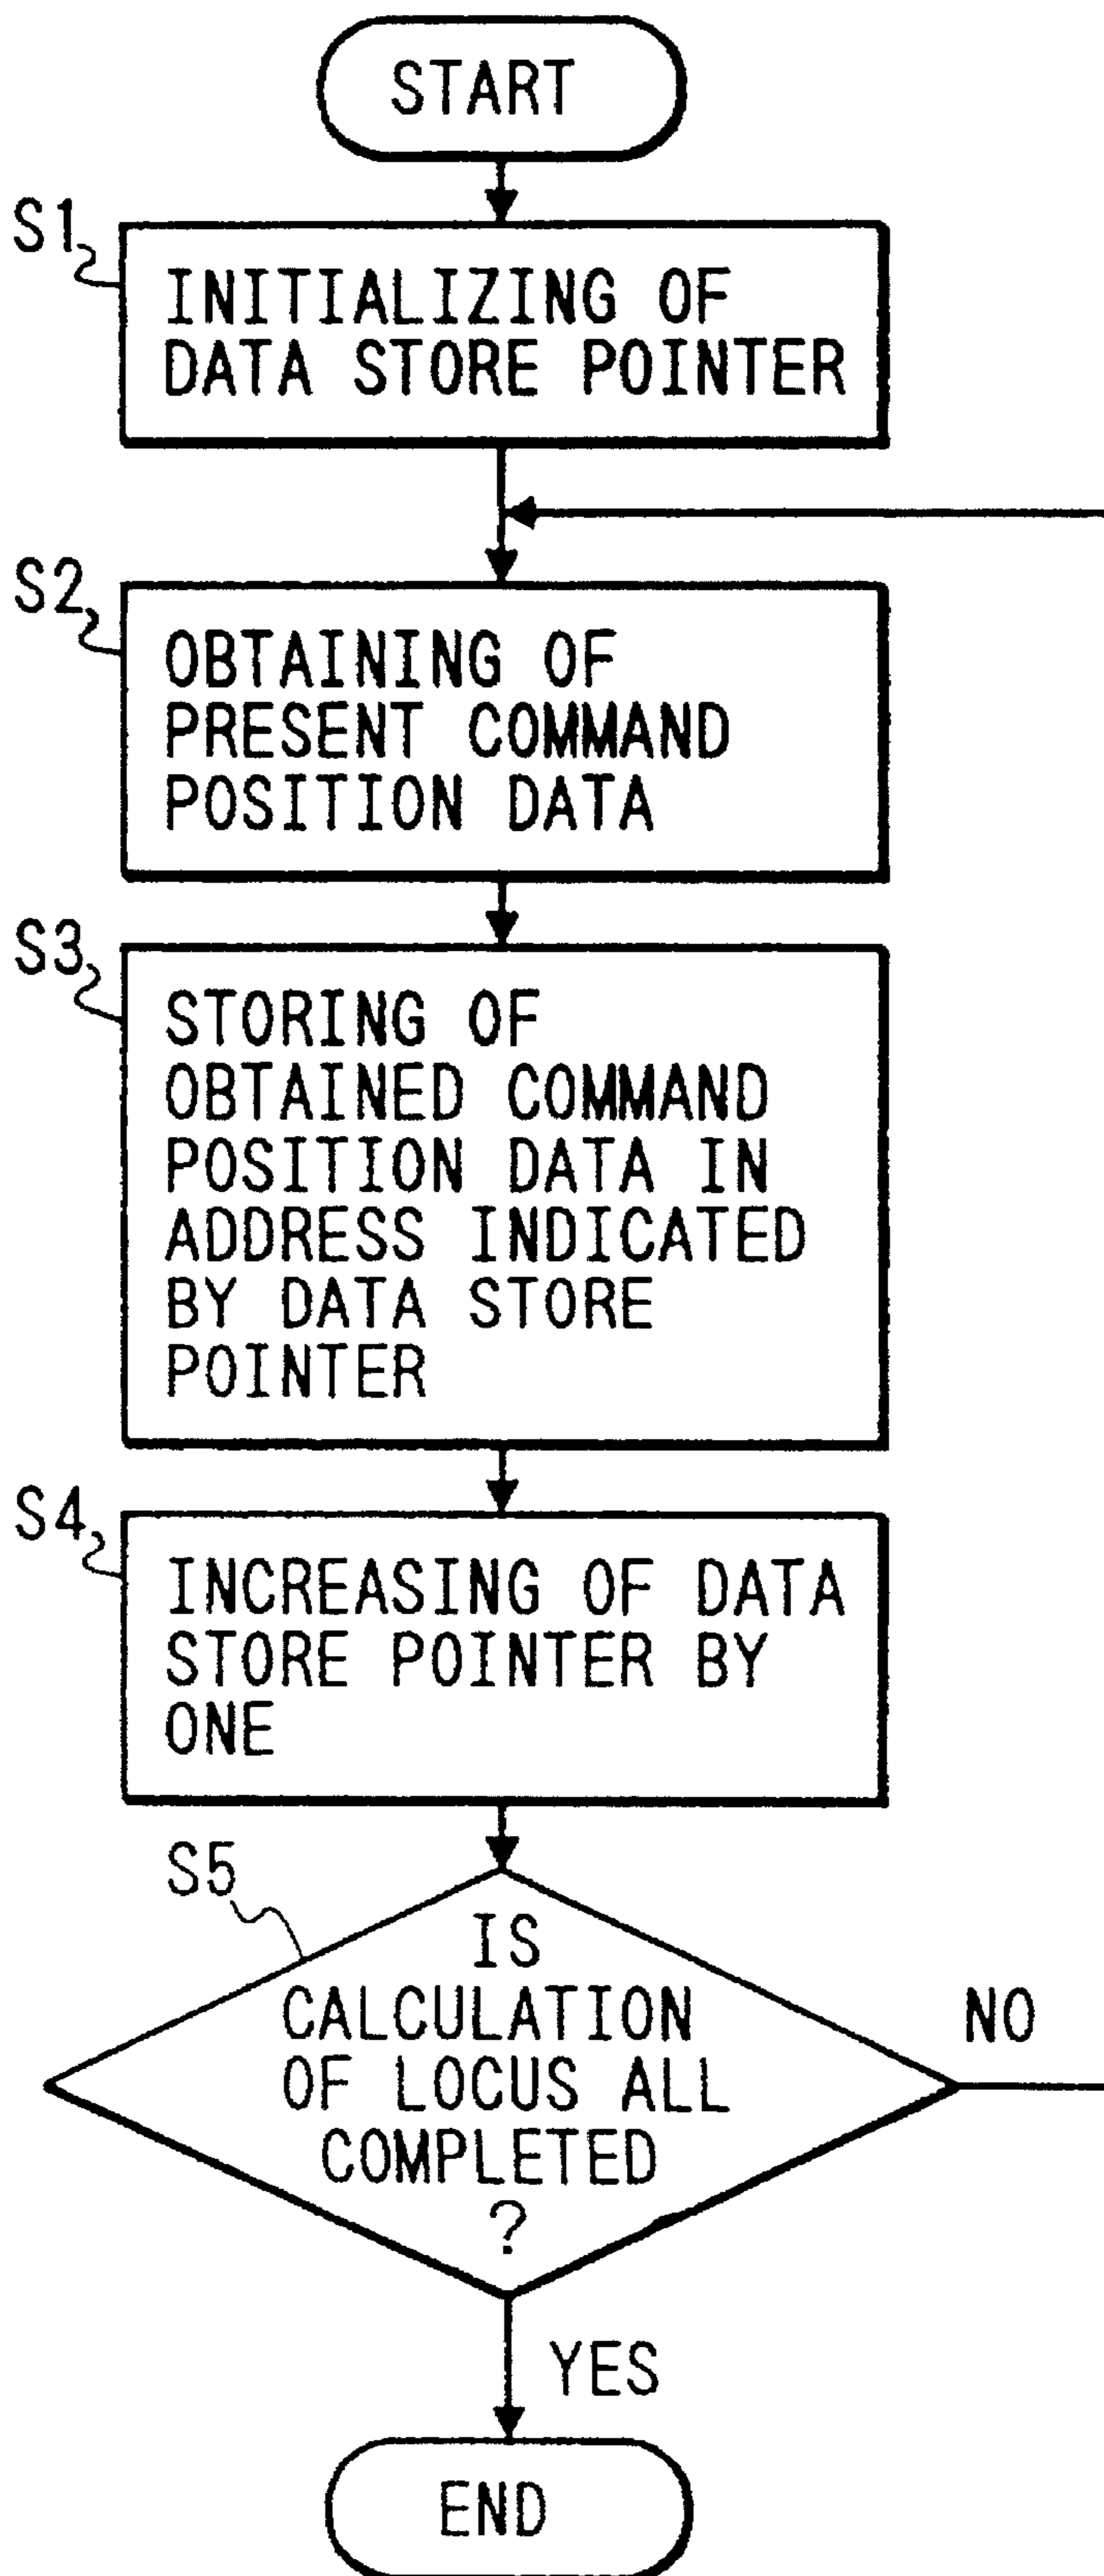 START
S1
INITIALIZING OF
DATA STORE POINTER
S2
OBTAINING OF
PRESENT COMMAND
POSITION DATA
S3
STORING OF
OBTAINED COMMAND
POSITION DATA IN
ADDRESS INDICATED
BY DATA STORE
POINTER
S4
INCREASING OF DATA
STORE POINTER BY
ONE
S5
IS
CALCULATION
OF LOCUS ALL
COMPLETED
?
NO
YES
END